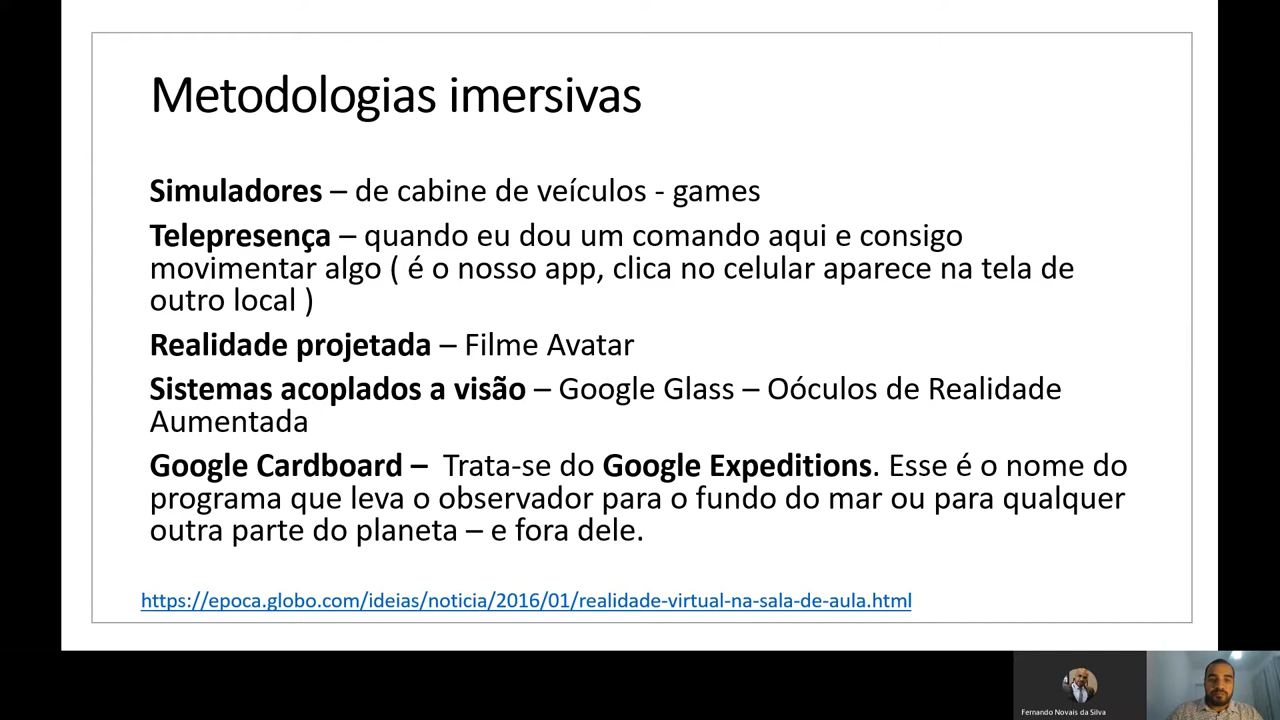 Metodologias imersivas
Simuladores – de cabine de veículos - games
Telepresença – quando eu dou um comando aqui e consigo
movimentar algo ( é o nosso app, clica no celular aparece na tela de
outro local )
Realidade projetada – Filme Avatar
Sistemas acoplados a visão – Google Glass – Oóculos de Realidade
Aumentada
Google Cardboard –  Trata-se do Google Expeditions. Esse é o nome do
programa que leva o observador para o fundo do mar ou para qualquer
outra parte do planeta – e fora dele.
https://epoca.globo.com/ideias/noticia/2016/01/realidade-virtual-na-sala-de-aula.html
Fernando Novais da Silva